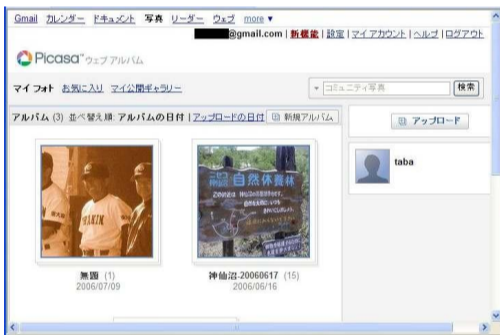 Gmail カレンダー ドキュメント 写真 リーダー ウェブ more ▼
@gmail.com | 新機能 | 設定 | マイ アカウント | ヘルプ | ログアウト
Picasa™ ウェブ アルバム
マイ フォト お気に入り マイ公開ギャラリー
コミュニティ写真 検索
アルバム (3) 並べ替え順: アルバムの日付 | アップロードの日付 新規アルバム
アップロード
taba
自然休養林
無題 (1)
2006/07/09
神仙沼-20060617 (15)
2006/06/16